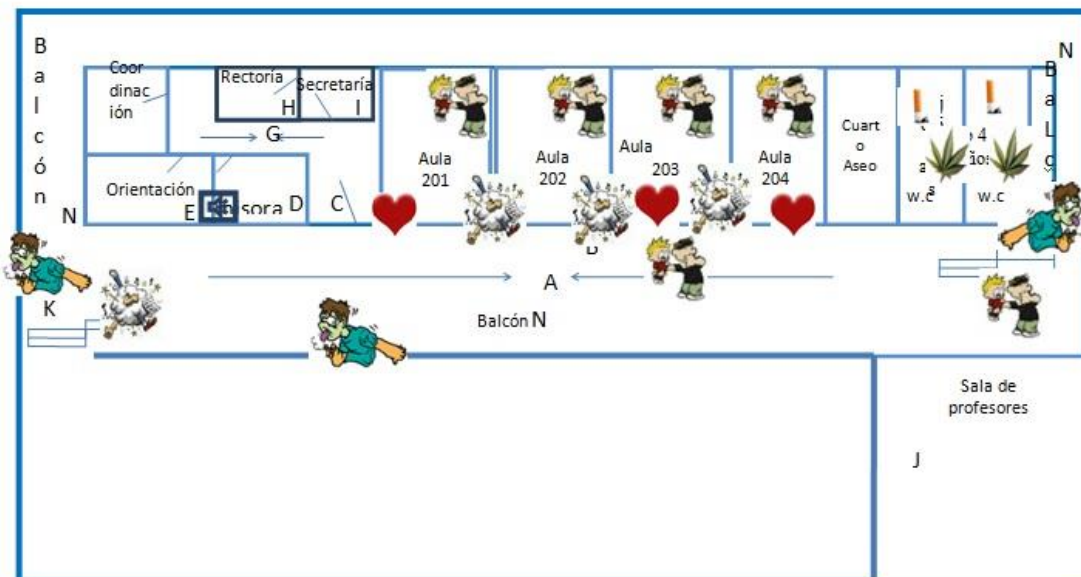 Balcón
N
Coor
dinac
ión
Rectoría
H
Secretaría
I
G
Orientación
E
D
C
N
Aula
201
Aula
202
Aula
203
Aula
204
Cuart
o
Aseo
w.c
w.c
N
K
A
Balcón N
Sala de
profesores
J